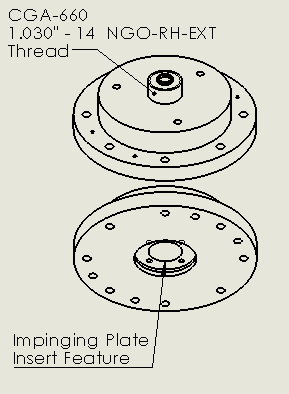 CGA-660
1.030" - 14 NGO-RH-EXT
Thread
Impinging Plate
Insert Feature